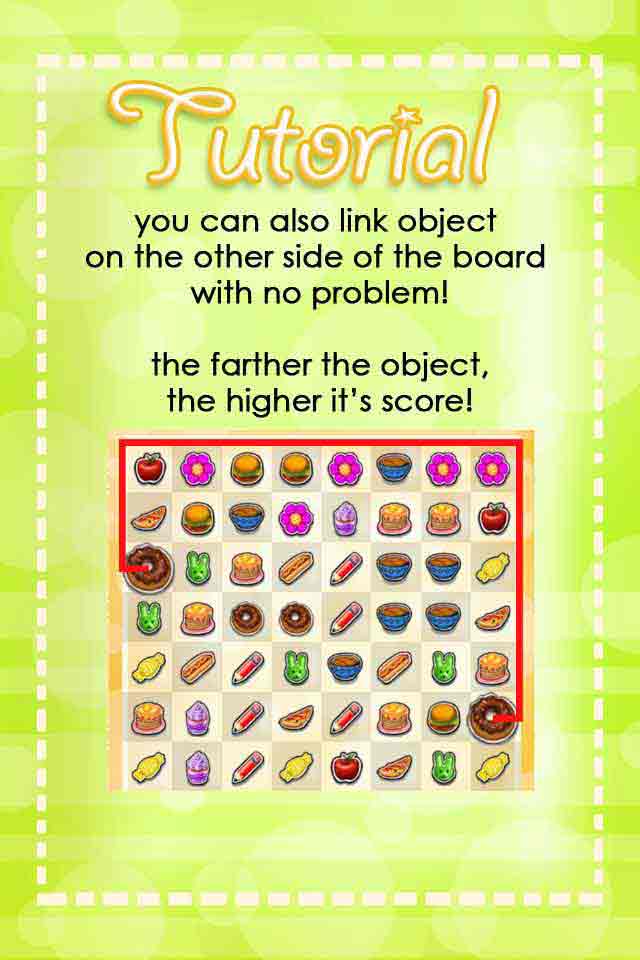 Tutorial
you can also link object
on the other side of the board
with no problem!
the farther the object,
the higher it’s score!